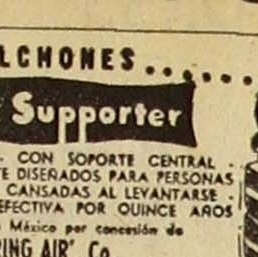 LCHONES....
Supporter
CON SOPORTE CENTRAL
TE DISEÑADOS PARA PERSONAS
CANSADAS AL LEVANTARSE -
EFECTIVA POR QUINCE AÑOS
México por concesión de
RING AIR' Co